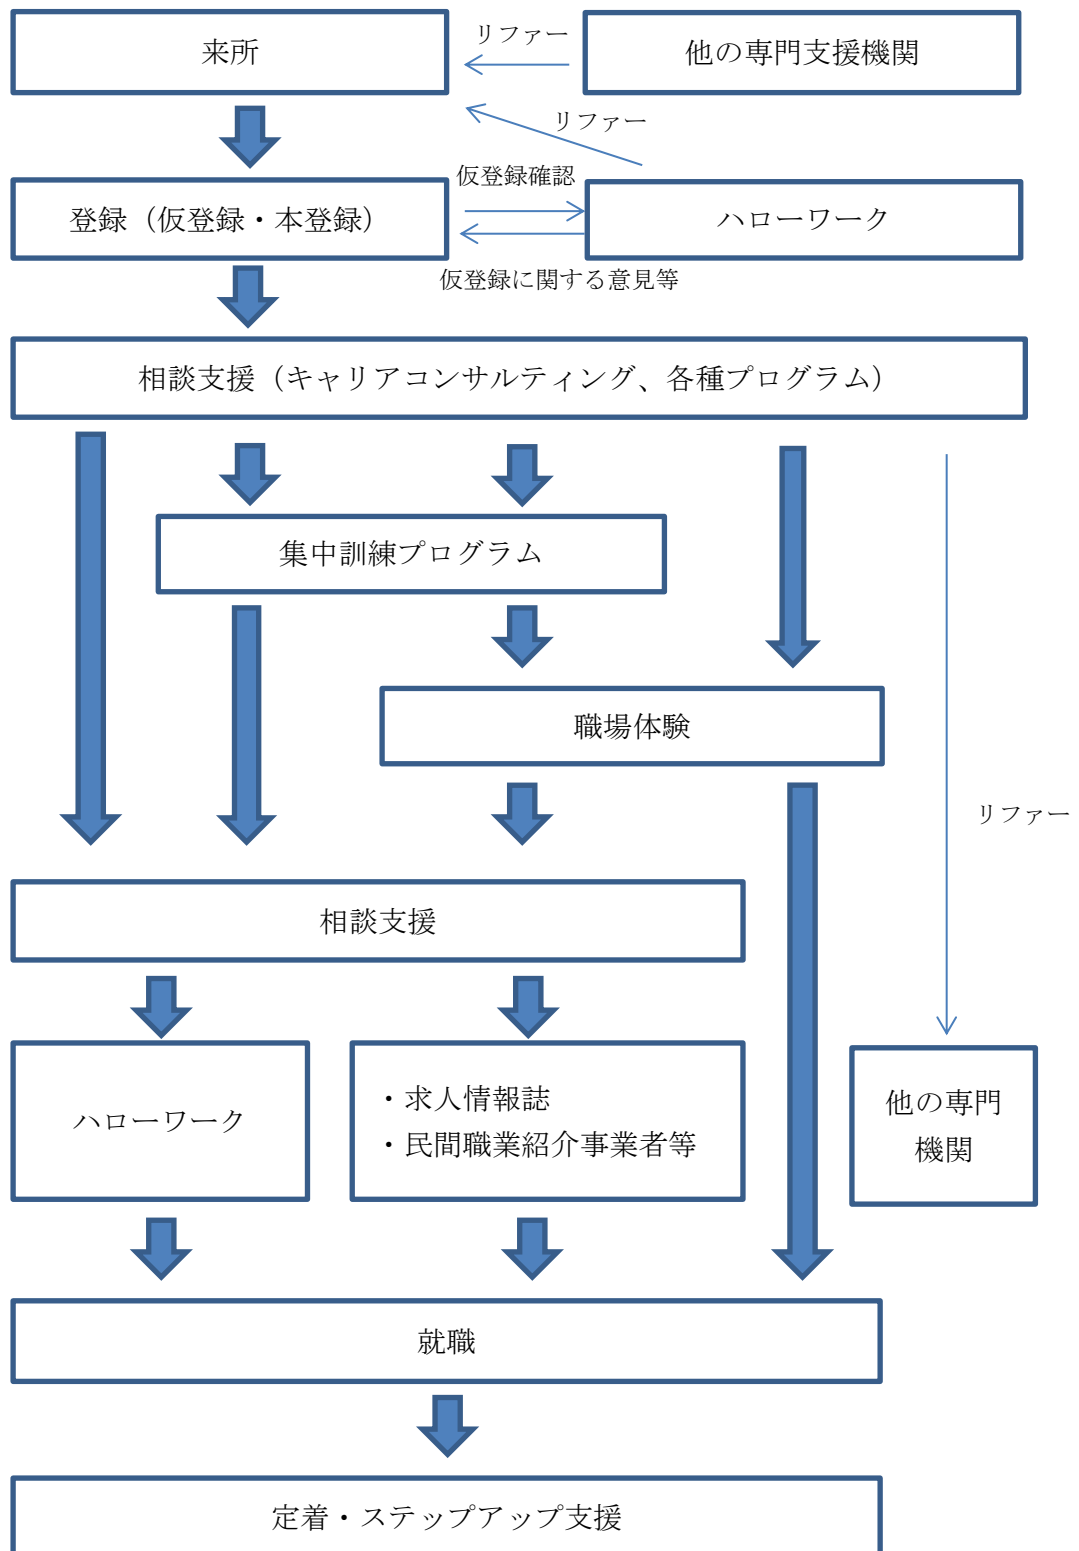 来所
リファー
他の専門支援機関
リファー
仮登録確認
登録（仮登録・本登録）
ハローワーク
仮登録に関する意見等
相談支援（キャリアコンサルティング、各種プログラム）
集中訓練プログラム
職場体験
リファー
相談支援
ハローワーク
・求人情報誌
・民間職業紹介事業者等
他の専門
機関
就職
定着・ステップアップ支援